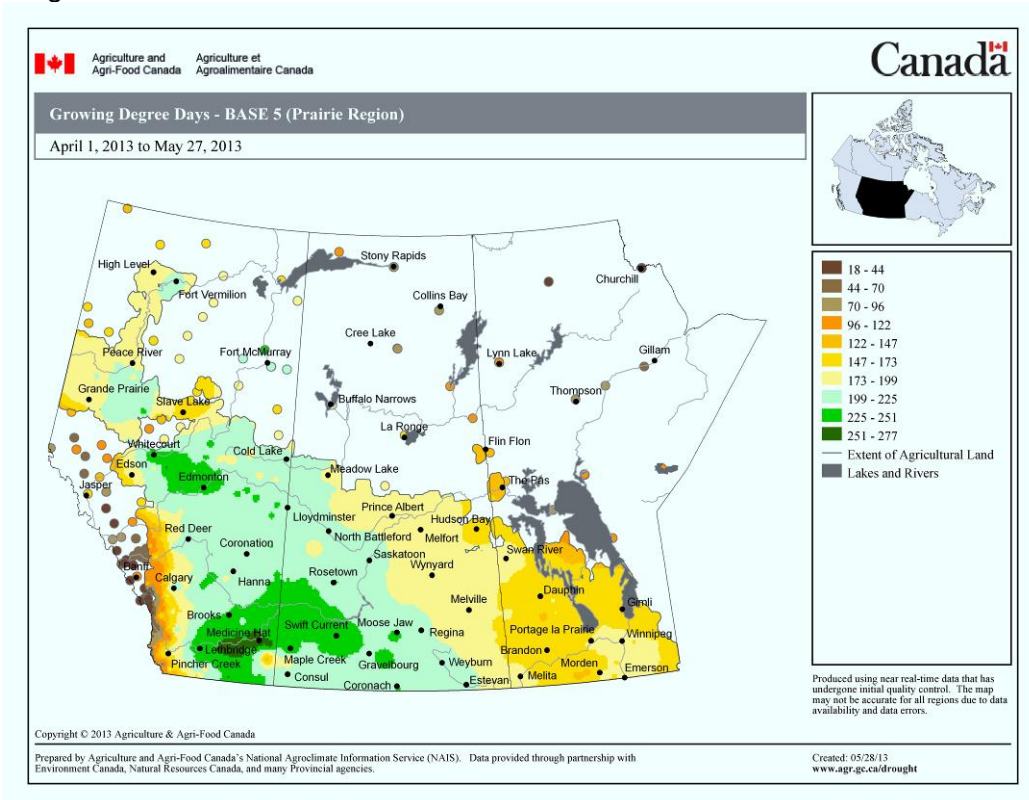 Agriculture and Agriculture et
Agri-Food Canada Agroalimentaire Canada
Canada
Growing Degree Days - BASE 5 (Prairie Region)
April 1, 2013 to May 27, 2013
High Level
Fort Vermilion
Stony Rapids
Churchill
Collins Bay
Cree Lake
Peace River
Fort McMurray
Lynn Lake
Gillam
Grande Prairie
Slave Lake
Buffalo Narrows
Thompson
La Ronge
Whitecourt
Cold Lake
Flin Flon
Edson
Edmonton
Meadow Lake
Jasper
The Pas
Lloydminster
Prince Albert
Hudson Bay
Red Deer
North Battleford
Melfort
Coronation
Saskatoon
Swan River
Banff
Calgary
Hanna
Rosetown
Wynyard
Dauphin
Brooks
Melville
Gimli
Medicine Hat
Swift Current
Moose Jaw
Regina
Portage la Prairie
Winnipeg
Lethbridge
Brandon
Pincher Creek
Maple Creek
Gravelbourg
Weyburn
Morden
Emerson
Consul
Coronach
Estevan
Melita
18 - 44
44 - 70
70 - 96
96 - 122
122 - 147
147 - 173
173 - 199
199 - 225
225 - 251
251 - 277
Extent of Agricultural Land
Lakes and Rivers
Produced using near real-time data that has
undergone initial quality control. The map
may not be accurate for all regions due to data
availability and data errors.
Copyright © 2013 Agriculture & Agri-Food Canada
Prepared by Agriculture and Agri-Food Canada's National Agroclimate Information Service (NAIS). Data provided through partnership with
Environment Canada, Natural Resources Canada, and many Provincial agencies.
Created: 05/28/13
www.agr.gc.ca/drought